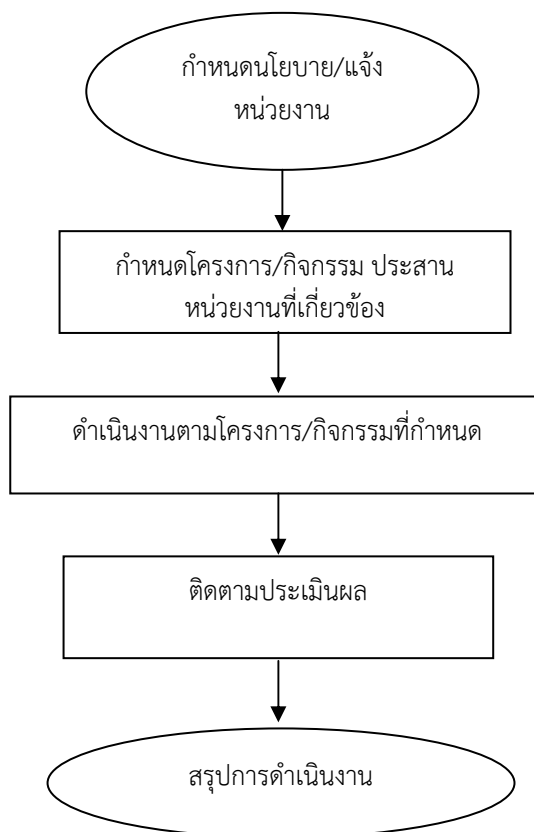 กำหนดนโยบาย/แจ้ง
หน่วยงาน
กำหนดโครงการ/กิจกรรม ประสาน
หน่วยงานที่เกี่ยวข้อง
ดำเนินงานตามโครงการ/กิจกรรมที่กำหนด
ติดตามประเมินผล
สรุปการดำเนินงาน